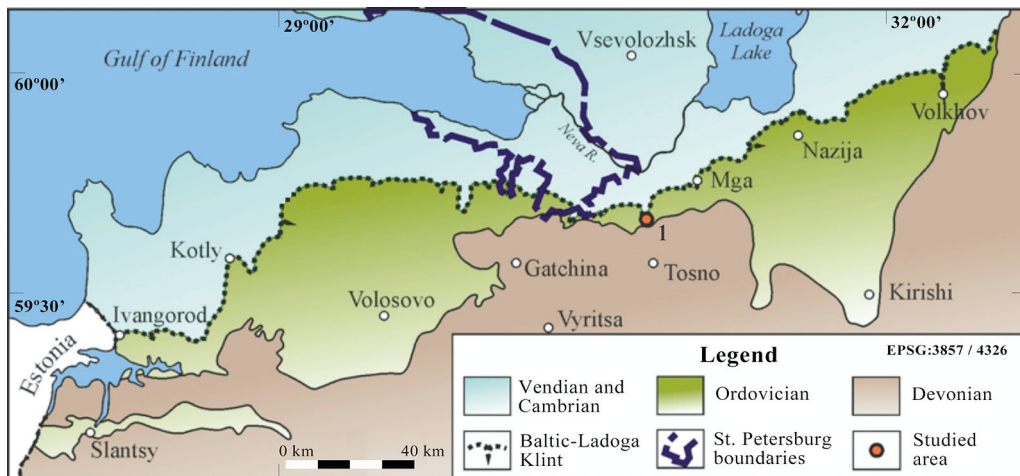 29°00'
32°00'
Vsevolozhsk
Ladoga
Lake
Gulf of Finland
60°00'
Volkhov
Neva R.
Nazija
Mga
1
Kotly
Gatchina
Tosno
59°30'
Volosovo
Kirishi
Ivangorod
Vyritsa
Estonia
Legend
EPSG:3857 / 4326
Vendian and
Cambrian
Ordovician
Devonian
Baltic-Ladoga
Klint
St. Petersburg
boundaries
Studied
area
Slantsy
0 km
40 km